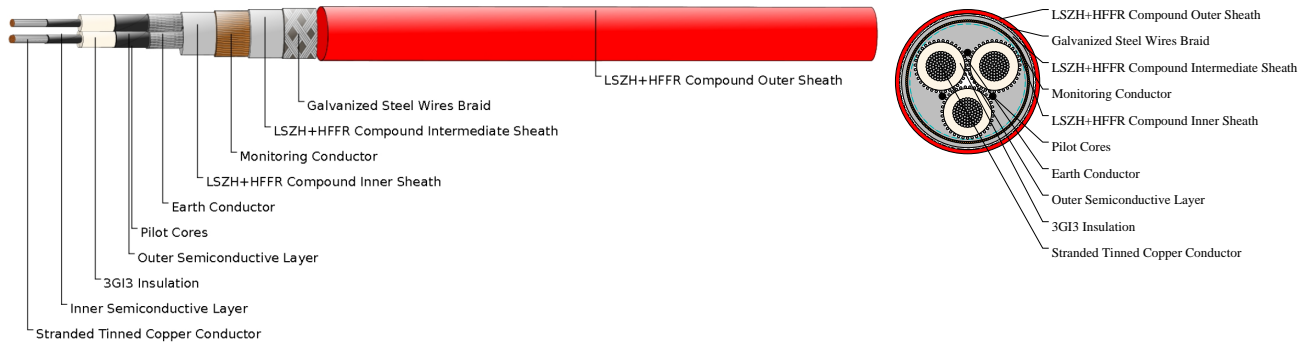 LSZH+HFFR Compound Outer Sheath
Galvanized Steel Wires Braid
LSZH+HFFR Compound Intermediate Sheath
Monitoring Conductor
LSZH+HFFR Compound Inner Sheath
Earth Conductor
Pilot Cores
Outer Semiconductive Layer
3GI3 Insulation
Inner Semiconductive Layer
Stranded Tinned Copper Conductor
LSZH+HFFR Compound Outer Sheath
Galvanized Steel Wires Braid
LSZH+HFFR Compound Intermediate Sheath
Monitoring Conductor
LSZH+HFFR Compound Inner Sheath
Pilot Cores
Earth Conductor
Outer Semiconductive Layer
3GI3 Insulation
Stranded Tinned Copper Conductor